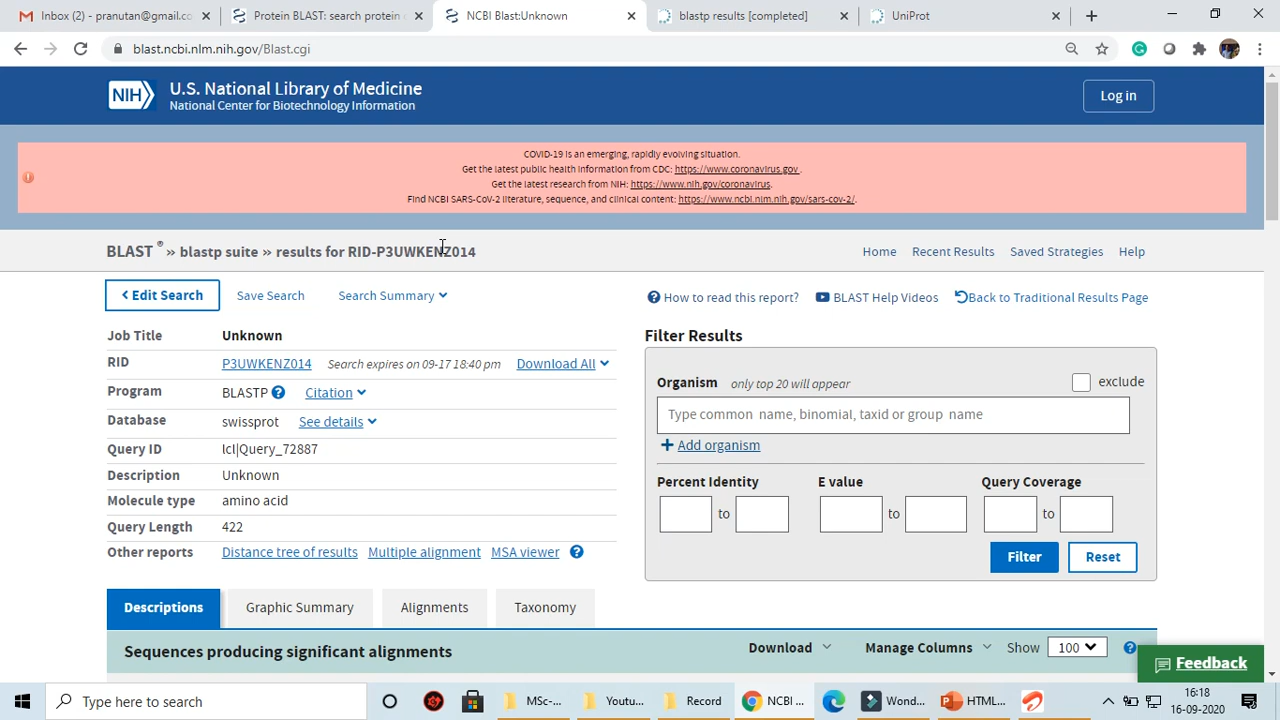 Inbox (2) - pranutan@gmail.co
Protein BLAST: search protein
NCBI Blast:Unknown
blastp results [completed]
UniProt
blast.ncbi.nlm.nih.gov/Blast.cgi
NIH
U.S. National Library of Medicine
National Center for Biotechnology Information
Log in
COVID-19 is an emerging, rapidly evolving situation.
Get the latest public health information from CDC: https://www.coronavirus.gov .
Get the latest research from NIH: https://www.nih.gov/coronavirus.
Find NCBI SARS-CoV-2 literature, sequence, and clinical content: https://www.ncbi.nlm.nih.gov/sars-cov-2/.
BLAST ® » blastp suite » results for RID-P3UWKENZ014
Home Recent Results Saved Strategies Help
Edit Search Save Search Search Summary
How to read this report? BLAST Help Videos Back to Traditional Results Page
Job Title Unknown
RID P3UWKENZ014 Search expires on 09-17 18:40 pm Download All
Program BLASTP Citation
Database swissprot See details
Query ID lcl|Query_72887
Description Unknown
Molecule type amino acid
Query Length 422
Other reports Distance tree of results Multiple alignment MSA viewer
Filter Results
Organism only top 20 will appear exclude
Type common name, binomial, taxid or group name
Add organism
Percent Identity E value Query Coverage
to to to
Filter Reset
Descriptions Graphic Summary Alignments Taxonomy
Sequences producing significant alignments Download Manage Columns Show 100
Feedback
Type here to search
MSc-...
Youtu...
Record
NCBI ...
Wond...
HTML...
16:18
16-09-2020